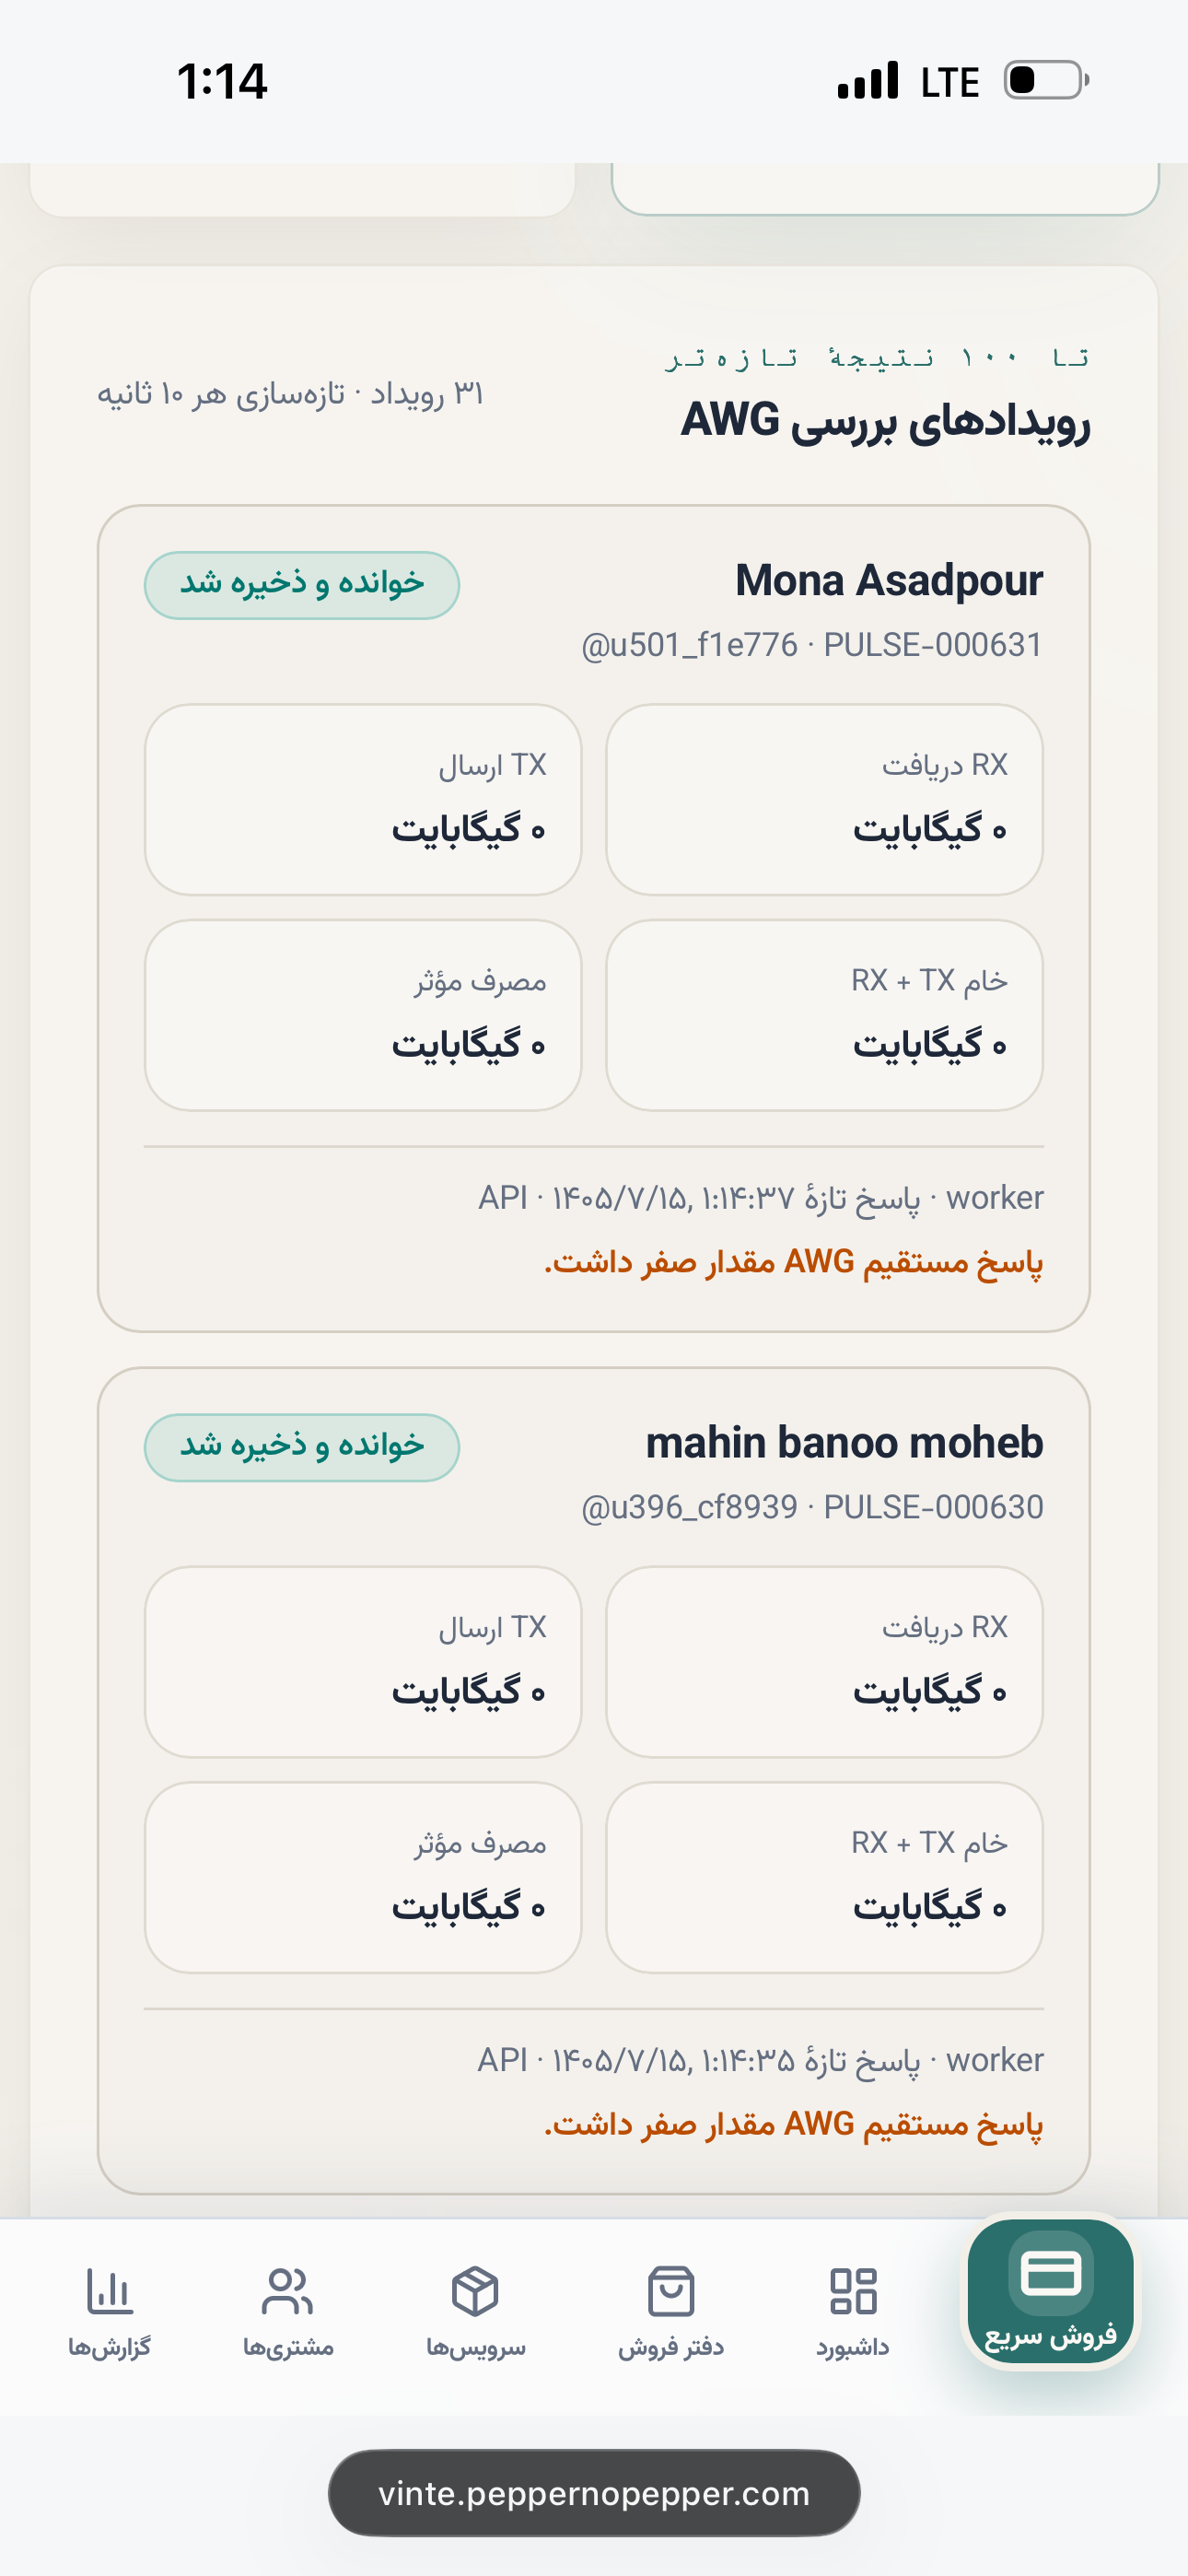 1:14
LTE
تا ۱۰۰ نتیجهٔ تازه‌تر
رویدادهای بررسی AWG
۳۱ رویداد · تازه‌سازی هر ۱۰ ثانیه
Mona Asadpour
خوانده و ذخیره شد
@u501_f1e776 · PULSE-000631
RX دریافت
۰ گیگابایت
TX ارسال
۰ گیگابایت
خام RX + TX
۰ گیگابایت
مصرف مؤثر
۰ گیگابایت
worker · پاسخ تازهٔ API · ۱۴۰۵/۷/۱۵, ۱:۱۴:۳۷
پاسخ مستقیم AWG مقدار صفر داشت.
mahin banoo moheb
خوانده و ذخیره شد
@u396_cf8939 · PULSE-000630
RX دریافت
۰ گیگابایت
TX ارسال
۰ گیگابایت
خام RX + TX
۰ گیگابایت
مصرف مؤثر
۰ گیگابایت
worker · پاسخ تازهٔ API · ۱۴۰۵/۷/۱۵, ۱:۱۴:۳۵
پاسخ مستقیم AWG مقدار صفر داشت.
فروش سریع
داشبورد
دفتر فروش
سرویس‌ها
مشتری‌ها
گزارش‌ها
vinte.peppernopepper.com